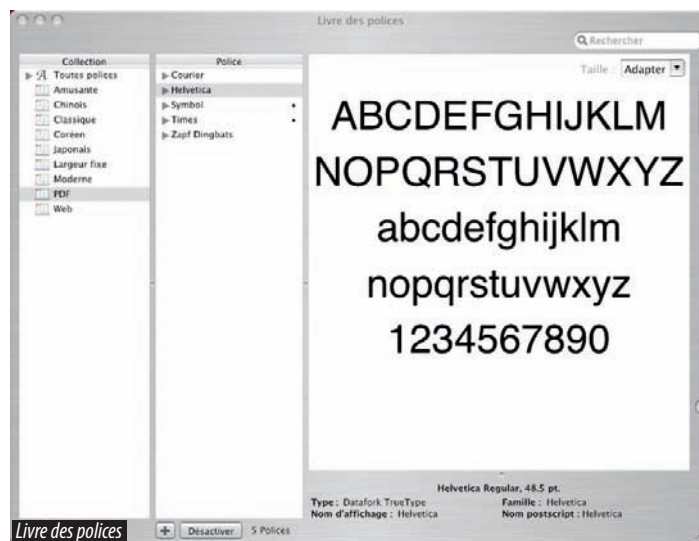 Livre des polices
Rechercher
Collection
Toutes polices
Amusante
Chinois
Classique
Coréen
Japonais
Largeur fixe
Moderne
PDF
Web
Police
Courier
Helvetica
Symbol
Times
Zapf Dingbats
Taille : Adapter
ABCDEFGHIJKLM
NOPQRSTUVWXYZ
abcdefghijklm
nopqrstuvwxyz
1234567890
Helvetica Regular, 48.5 pt.
Type : Datafork TrueType
Famille : Helvetica
Nom d'affichage : Helvetica
Nom postscript : Helvetica
Désactiver
5 Polices
Livre des polices